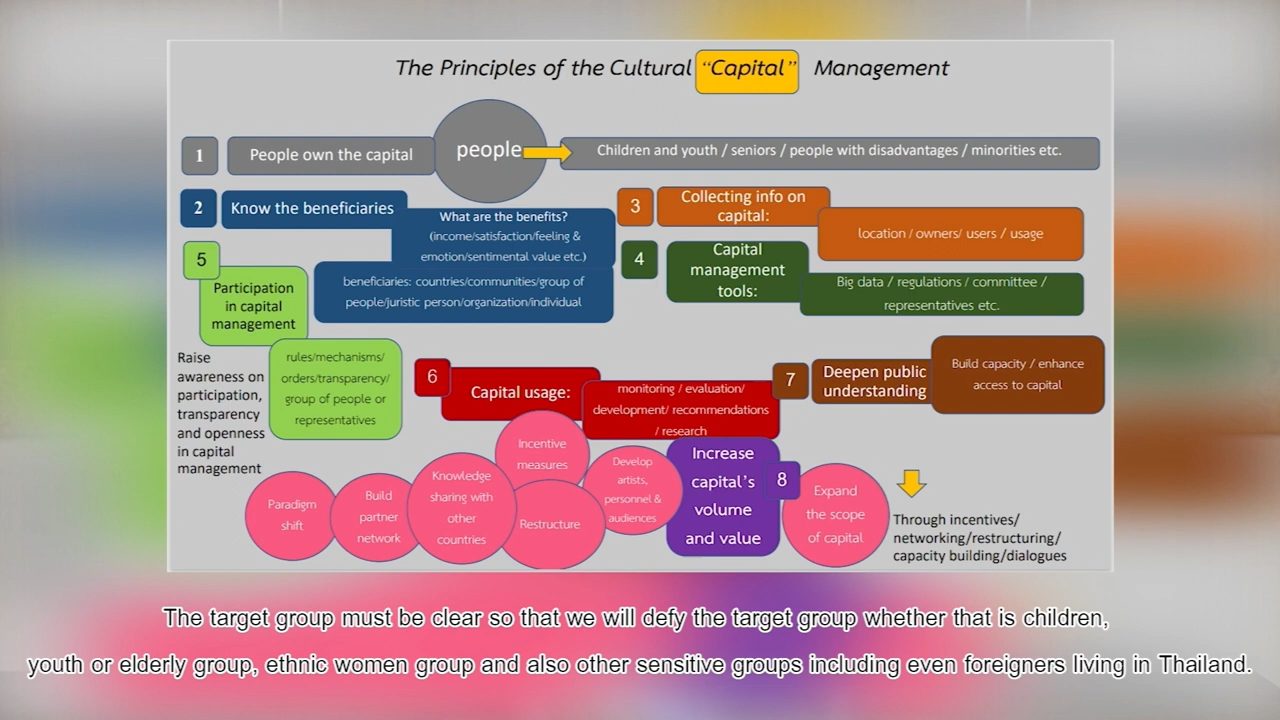 The Principles of the Cultural “Capital” Management
1
People own the capital
people
Children and youth / seniors / people with disadvantages / minorities etc.
2
Know the beneficiaries
What are the benefits?
(income/satisfaction/feeling &
emotion/sentimental value etc.)
beneficiaries: countries/communities/group of
people/juristic person/organization/individual
3
Collecting info on
capital:
location / owners/ users / usage
4
Capital
management
tools:
Big data / regulations / committee /
representatives etc.
5
Participation
in capital
management
rules/mechanisms/
orders/transparency/
group of people or
representatives
Raise
awareness on
participation,
transparency
and openness
in capital
management
6
Capital usage:
monitoring / evaluation/
development/ recommendations
/ research
7
Deepen public
understanding
Build capacity / enhance
access to capital
Paradigm
shift
Build
partner
network
Knowledge
sharing with
other
countries
Incentive
measures
Restructure
Develop
artists,
personnel &
audiences
Increase
capital’s
volume
and value
8
Expand
the scope
of capital
Through incentives/
networking/restructuring/
capacity building/dialogues
The target group must be clear so that we will defy the target group whether that is children,
youth or elderly group, ethnic women group and also other sensitive groups including even foreigners living in Thailand.